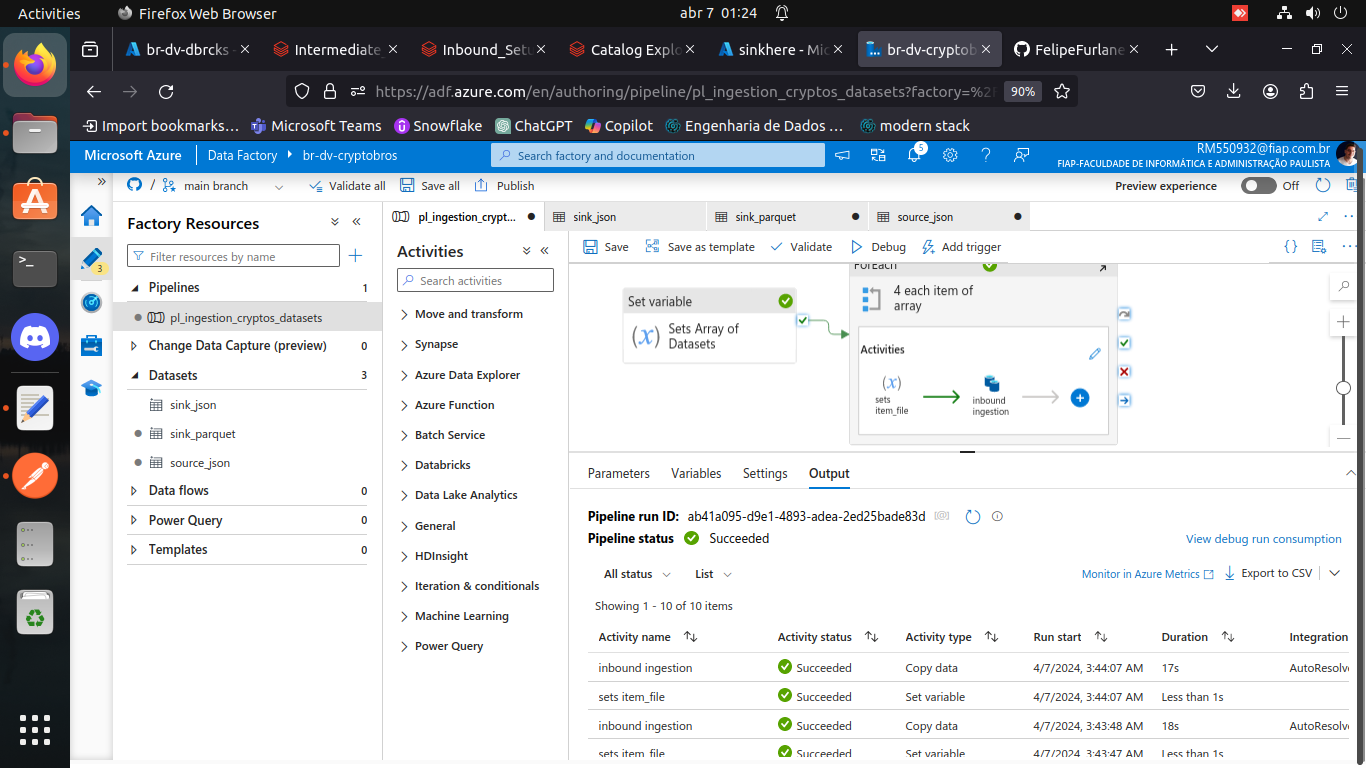 Activities Firefox Web Browser abr 7 01:24
br-dv-dbrcks - Intermediate_ Inbound_Setu Catalog Explo sinkhere - Mic br-dv-cryptob FelipeFurlane
https://adf.azure.com/en/authoring/pipeline/pl_ingestion_cryptos_datasets?factory=%2F 90%
Import bookmarks... Microsoft Teams Snowflake ChatGPT Copilot Engenharia de Dados ... modern stack
Microsoft Azure Data Factory br-dv-cryptobros Search factory and documentation 5 RM550932@fiap.com.br
FIAP-FACULDADE DE INFORMÁTICA E ADMINISTRAÇÃO PAULISTA
/ main branch Validate all Save all Publish Preview experience Off
Factory Resources
Filter resources by name
3
Pipelines 1
pl_ingestion_cryptos_datasets
Change Data Capture (preview) 0
Datasets 3
sink_json
sink_parquet
source_json
Data flows 0
Power Query 0
Templates 0
pl_ingestion_crypt... sink_json sink_parquet source_json
Activities
Search activities
Move and transform
Synapse
Azure Data Explorer
Azure Function
Batch Service
Databricks
Data Lake Analytics
General
HDInsight
Iteration & conditionals
Machine Learning
Power Query
Save Save as template Validate Debug Add trigger
Set variable
(x) Sets Array of
Datasets
ForEach
4 each item of
array
Activities
(x)
sets
item_file
inbound
ingestion
Parameters Variables Settings Output
Pipeline run ID: ab41a095-d9e1-4893-adea-2ed25bade83d
Pipeline status Succeeded View debug run consumption
All status List Monitor in Azure Metrics Export to CSV
Showing 1 - 10 of 10 items
Activity name Activity status Activity type Run start Duration Integration
inbound ingestion Succeeded Copy data 4/7/2024, 3:44:07 AM 17s AutoResolve
sets item_file Succeeded Set variable 4/7/2024, 3:44:07 AM Less than 1s
inbound ingestion Succeeded Copy data 4/7/2024, 3:43:48 AM 18s AutoResolve
sets item_file Succeeded Set variable 4/7/2024, 3:43:47 AM Less than 1s